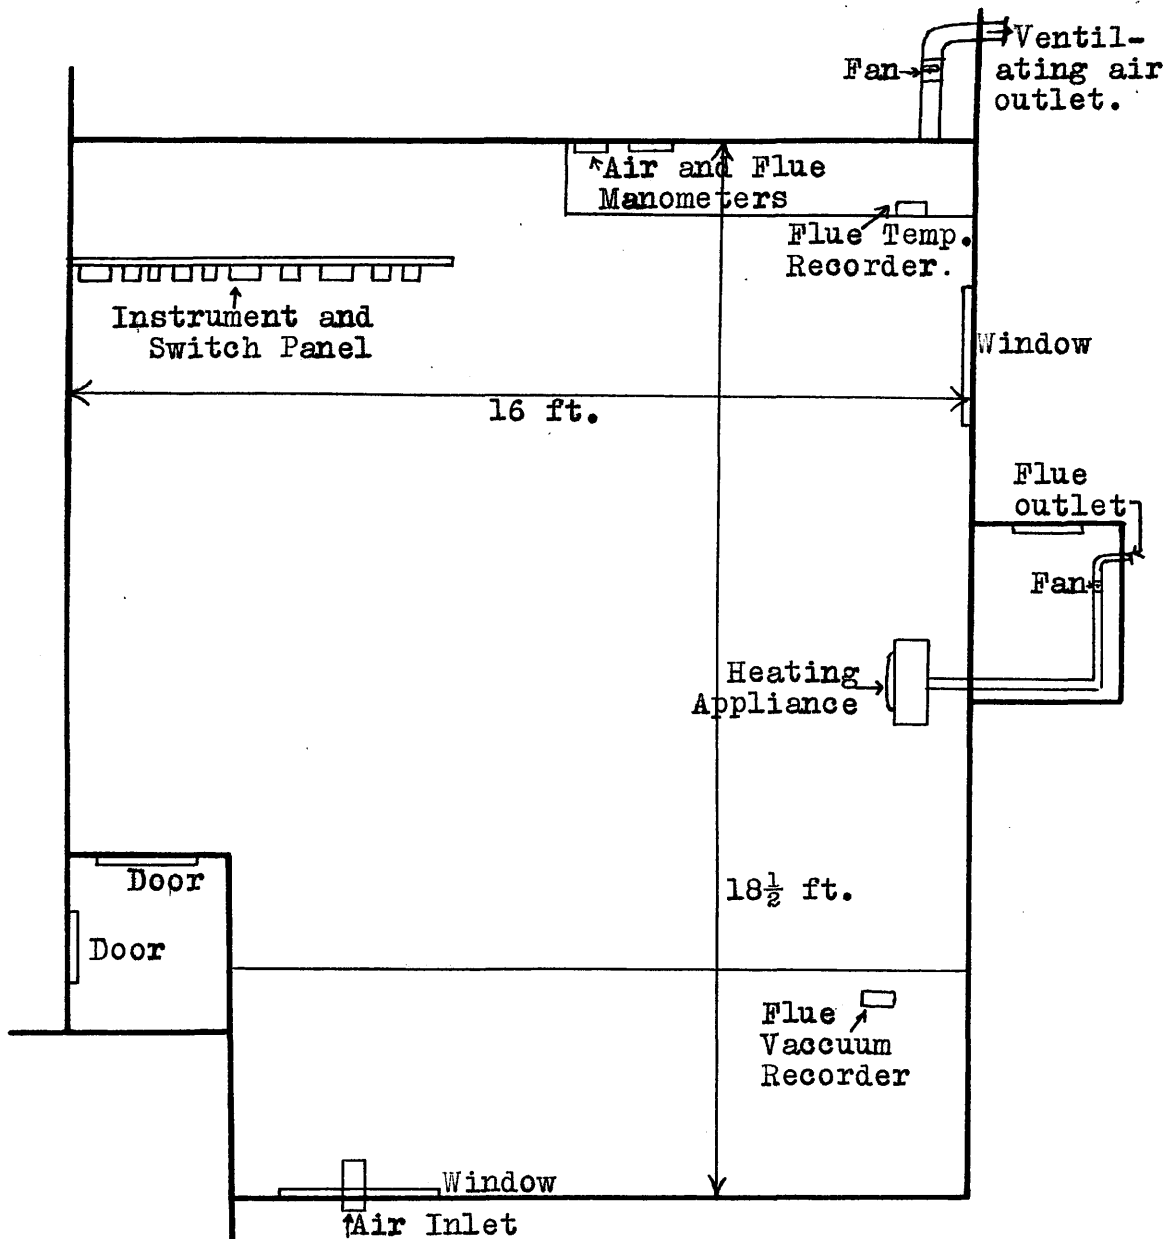 Ventil-
Fan
ating air
outlet.
Air and Flue
Manometers
Flue Temp.
Recorder.
Instrument and
Switch Panel
Window
16 ft.
Flue
outlet
Fan
Heating
Appliance
Door
18½ ft.
Door
Flue
Vaccuum
Recorder
Window
Air Inlet